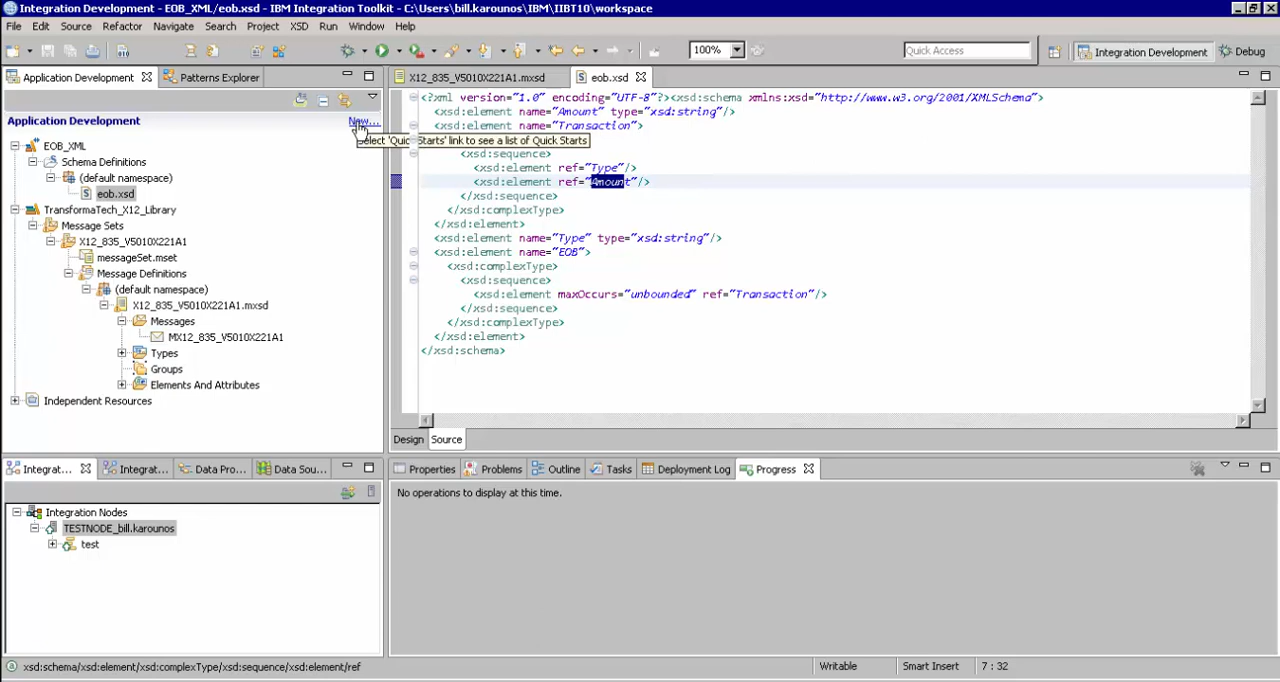 Integration Development - EOB_XML/eob.xsd - IBM Integration Toolkit - C:\Users\bill.karounos\IBM\IIBT10\workspace
File Edit Source Refactor Navigate Search Project XSD Run Window Help
100% Quick Access Integration Development Debug
Application Development Patterns Explorer
Application Development New...
Select 'Quick Starts' link to see a list of Quick Starts
EOB_XML
Schema Definitions
(default namespace)
eob.xsd
TransformaTech_X12_Library
Message Sets
X12_835_V5010X221A1
messageSet.mset
Message Definitions
(default namespace)
X12_835_V5010X221A1.mxsd
Messages
MX12_835_V5010X221A1
Types
Groups
Elements And Attributes
Independent Resources
X12_835_V5010X221A1.mxsd eob.xsd
<?xml version="1.0" encoding="UTF-8"?><xsd:schema xmlns:xsd="http://www.w3.org/2001/XMLSchema">
<xsd:element name="Amount" type="xsd:string"/>
<xsd:element name="Transaction">
<xsd:sequence>
<xsd:element ref="Type"/>
<xsd:element ref="Amount"/>
</xsd:sequence>
</xsd:complexType>
</xsd:element>
<xsd:element name="Type" type="xsd:string"/>
<xsd:element name="EOB">
<xsd:complexType>
<xsd:sequence>
<xsd:element maxOccurs="unbounded" ref="Transaction"/>
</xsd:sequence>
</xsd:complexType>
</xsd:element>
</xsd:schema>
Design Source
Integrat... Integrat... Data Pro... Data Sou...
Integration Nodes
TESTNODE_bill.karounos
test
Properties Problems Outline Tasks Deployment Log Progress
No operations to display at this time.
xsd:schema/xsd:element/xsd:complexType/xsd:sequence/xsd:element/ref Writable Smart Insert 7 : 32